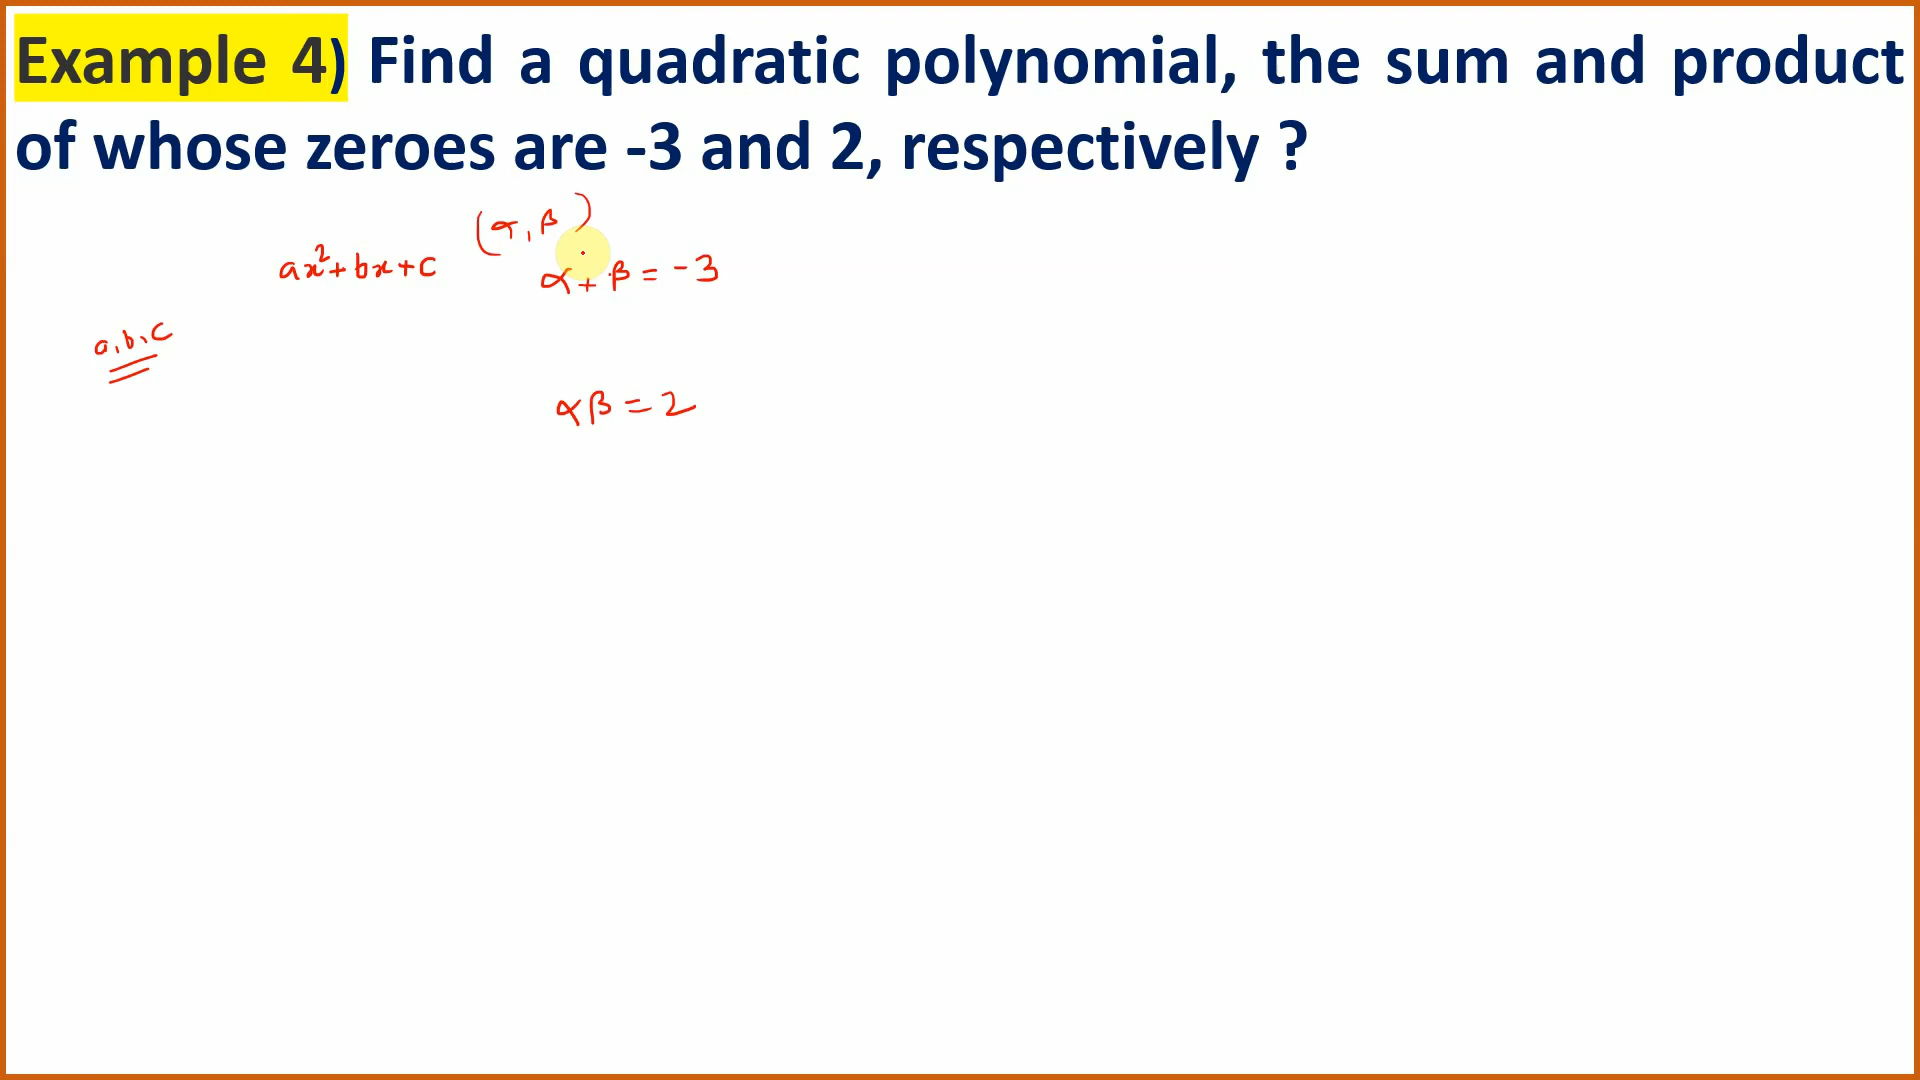 Example 4) Find a quadratic polynomial, the sum and product
of whose zeroes are -3 and 2, respectively ?
(α, β)
ax²+bx+c
α + β = -3
a, b, c
αβ = 2